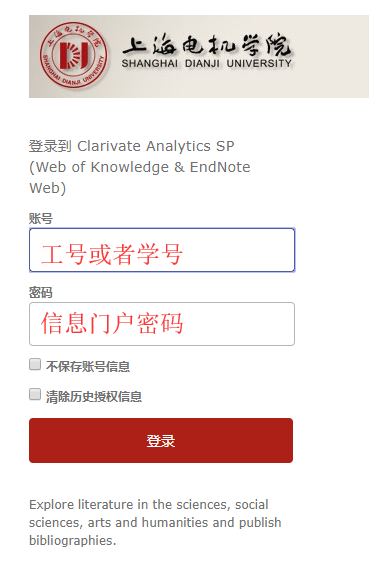 上海电机学院
SHANGHAI DIANJI UNIVERSITY
登录到 Clarivate Analytics SP
(Web of Knowledge & EndNote
Web)
账号
工号或者学号
密码
信息门户密码
不保存账号信息
清除历史授权信息
登录
Explore literature in the sciences, social
sciences, arts and humanities and publish
bibliographies.